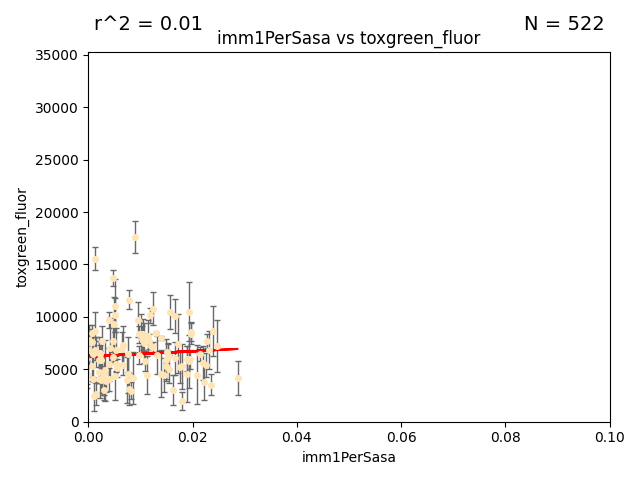 r^2 = 0.01
N = 522
imm1PerSasa vs toxgreen_fluor
35000
30000
25000
20000
15000
10000
5000
0
toxgreen_fluor
0.00
0.02
0.04
0.06
0.08
0.10
imm1PerSasa